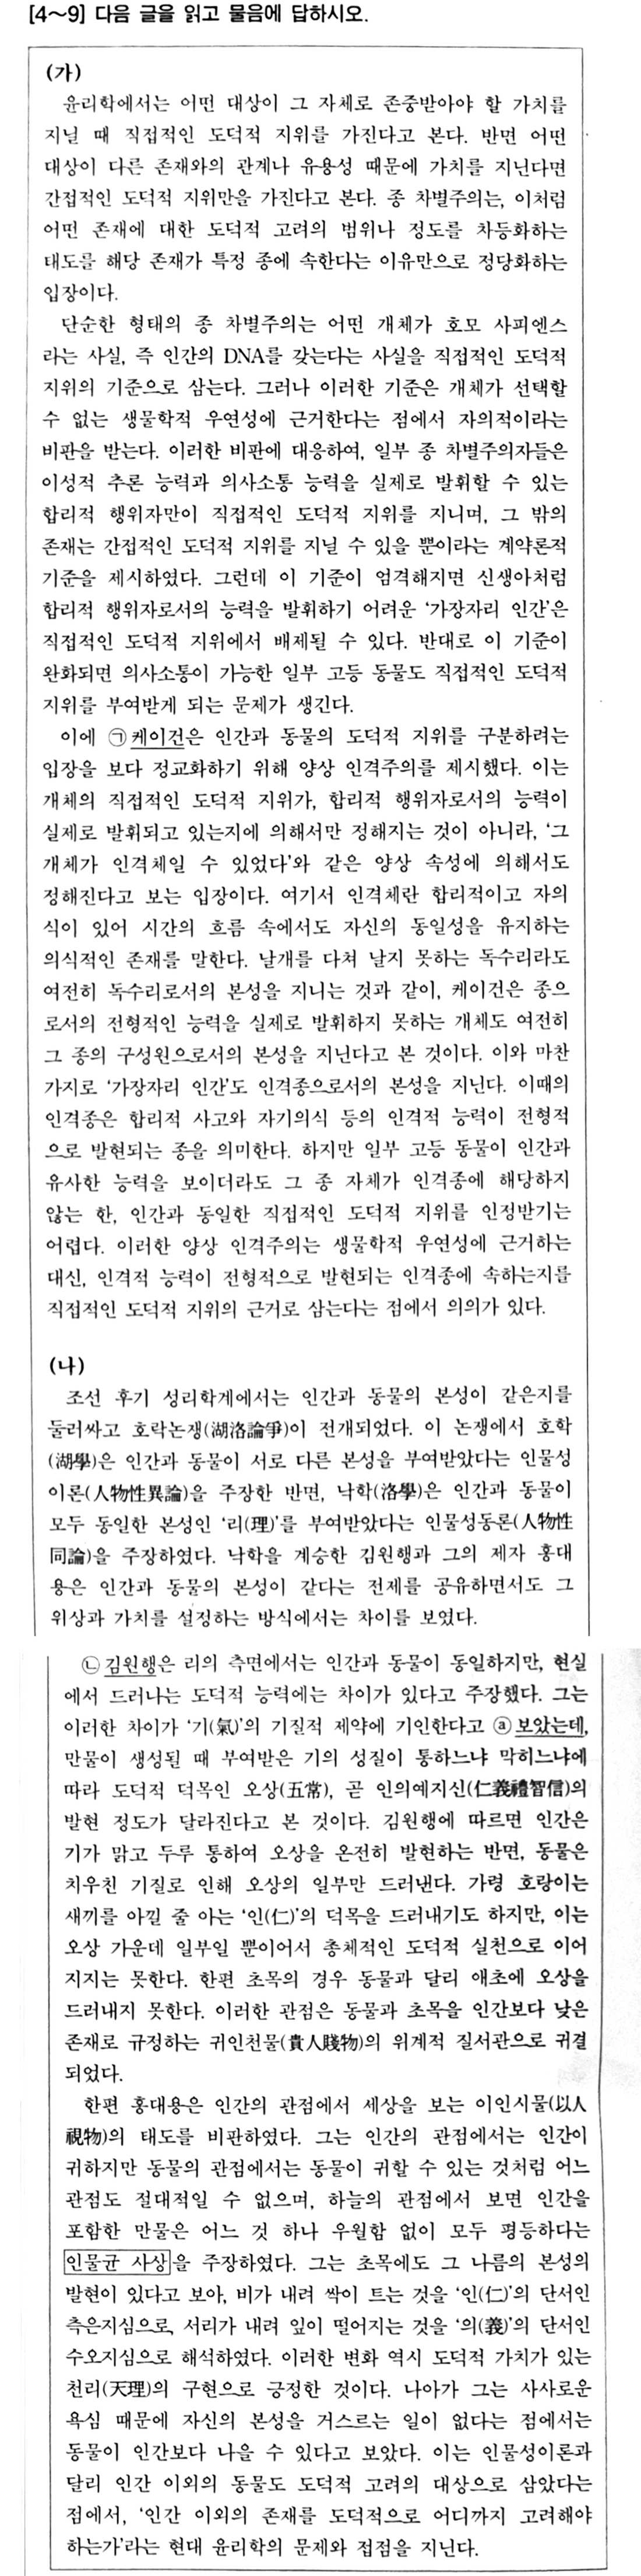 [4～9] 다음 글을 읽고 물음에 답하시오.
(가)
윤리학에서는 어떤 대상이 그 자체로 존중받아야 할 가치를
지닐 때 직접적인 도덕적 지위를 가진다고 본다. 반면 어떤
대상이 다른 존재와의 관계나 유용성 때문에 가치를 지닌다면
간접적인 도덕적 지위만을 가진다고 본다. 종 차별주의는, 이처럼
어떤 존재에 대한 도덕적 고려의 범위나 정도를 차등화하는
태도를 해당 존재가 특정 종에 속한다는 이유만으로 정당화하는
입장이다.
단순한 형태의 종 차별주의는 어떤 개체가 호모 사피엔스
라는 사실, 즉 인간의 DNA를 갖는다는 사실을 직접적인 도덕적
지위의 기준으로 삼는다. 그러나 이러한 기준은 개체가 선택할
수 없는 생물학적 우연성에 근거한다는 점에서 자의적이라는
비판을 받는다. 이러한 비판에 대응하여, 일부 종 차별주의자들은
이성적 추론 능력과 의사소통 능력을 실제로 발휘할 수 있는
합리적 행위자만이 직접적인 도덕적 지위를 지니며, 그 밖의
존재는 간접적인 도덕적 지위를 지닐 수 있을 뿐이라는 계약론적
기준을 제시하였다. 그런데 이 기준이 엄격해지면 신생아처럼
합리적 행위자로서의 능력을 발휘하기 어려운 ‘가장자리 인간’은
직접적인 도덕적 지위에서 배제될 수 있다. 반대로 이 기준이
완화되면 의사소통이 가능한 일부 고등 동물도 직접적인 도덕적
지위를 부여받게 되는 문제가 생긴다.
이에 ㉠케이건은 인간과 동물의 도덕적 지위를 구분하려는
입장을 보다 정교화하기 위해 양상 인격주의를 제시했다. 이는
개체의 직접적인 도덕적 지위가, 합리적 행위자로서의 능력이
실제로 발휘되고 있는지에 의해서만 정해지는 것이 아니라, ‘그
개체가 인격체일 수 있었다’와 같은 양상 속성에 의해서도
정해진다고 보는 입장이다. 여기서 인격체란 합리적이고 자의
식이 있어 시간의 흐름 속에서도 자신의 동일성을 유지하는
의식적인 존재를 말한다. 날개를 다쳐 날지 못하는 독수리라도
여전히 독수리로서의 본성을 지니는 것과 같이, 케이건은 종으
로서의 전형적인 능력을 실제로 발휘하지 못하는 개체도 여전히
그 종의 구성원으로서의 본성을 지닌다고 본 것이다. 이와 마찬
가지로 ‘가장자리 인간’도 인격종으로서의 본성을 지닌다. 이때의
인격종은 합리적 사고와 자기의식 등의 인격적 능력이 전형적
으로 발현되는 종을 의미한다. 하지만 일부 고등 동물이 인간과
유사한 능력을 보이더라도 그 종 자체가 인격종에 해당하지
않는 한, 인간과 동일한 직접적인 도덕적 지위를 인정받기는
어렵다. 이러한 양상 인격주의는 생물학적 우연성에 근거하는
대신, 인격적 능력이 전형적으로 발현되는 인격종에 속하는지를
직접적인 도덕적 지위의 근거로 삼는다는 점에서 의의가 있다.
(나)
조선 후기 성리학계에서는 인간과 동물의 본성이 같은지를
둘러싸고 호락논쟁(湖洛論爭)이 전개되었다. 이 논쟁에서 호학
(湖學)은 인간과 동물이 서로 다른 본성을 부여받았다는 인물성
이론(人物性異論)을 주장한 반면, 낙학(洛學)은 인간과 동물이
모두 동일한 본성인 ‘리(理)’를 부여받았다는 인물성동론(人物性
同論)을 주장하였다. 낙학을 계승한 김원행과 그의 제자 홍대
용은 인간과 동물의 본성이 같다는 전제를 공유하면서도 그
위상과 가치를 설정하는 방식에서는 차이를 보였다.
㉡김원행은 리의 측면에서는 인간과 동물이 동일하지만, 현실
에서 드러나는 도덕적 능력에는 차이가 있다고 주장했다. 그는
이러한 차이가 ‘기(氣)’의 기질적 제약에 기인한다고 ⓐ보았는데,
만물이 생성될 때 부여받은 기의 성질이 통하느냐 막히느냐에
따라 도덕적 덕목인 오상(五常), 곧 인의예지신(仁義禮智信)의
발현 정도가 달라진다고 본 것이다. 김원행에 따르면 인간은
기가 맑고 두루 통하여 오상을 온전히 발현하는 반면, 동물은
치우친 기질로 인해 오상의 일부만 드러낸다. 가령 호랑이는
새끼를 아낄 줄 아는 ‘인(仁)’의 덕목을 드러내기도 하지만, 이는
오상 가운데 일부일 뿐이어서 총체적인 도덕적 실천으로 이어
지지는 못한다. 한편 초목의 경우 동물과 달리 애초에 오상을
드러내지 못한다. 이러한 관점은 동물과 초목을 인간보다 낮은
존재로 규정하는 귀인천물(貴人賤物)의 위계적 질서관으로 귀결
되었다.
한편 홍대용은 인간의 관점에서 세상을 보는 이인시물(以人
視物)의 태도를 비판하였다. 그는 인간의 관점에서는 인간이
귀하지만 동물의 관점에서는 동물이 귀할 수 있는 것처럼 어느
관점도 절대적일 수 없으며, 하늘의 관점에서 보면 인간을
포함한 만물은 어느 것 하나 우월함 없이 모두 평등하다는
인물균 사상을 주장하였다. 그는 초목에도 그 나름의 본성의
발현이 있다고 보아, 비가 내려 싹이 트는 것을 ‘인(仁)’의 단서인
측은지심으로, 서리가 내려 잎이 떨어지는 것을 ‘의(義)’의 단서인
수오지심으로 해석하였다. 이러한 변화 역시 도덕적 가치가 있는
천리(天理)의 구현으로 긍정한 것이다. 나아가 그는 사사로운
욕심 때문에 자신의 본성을 거스르는 일이 없다는 점에서는
동물이 인간보다 나을 수 있다고 보았다. 이는 인물성이론과
달리 인간 이외의 동물도 도덕적 고려의 대상으로 삼았다는
점에서, ‘인간 이외의 존재를 도덕적으로 어디까지 고려해야
하는가’라는 현대 윤리학의 문제와 접점을 지닌다.